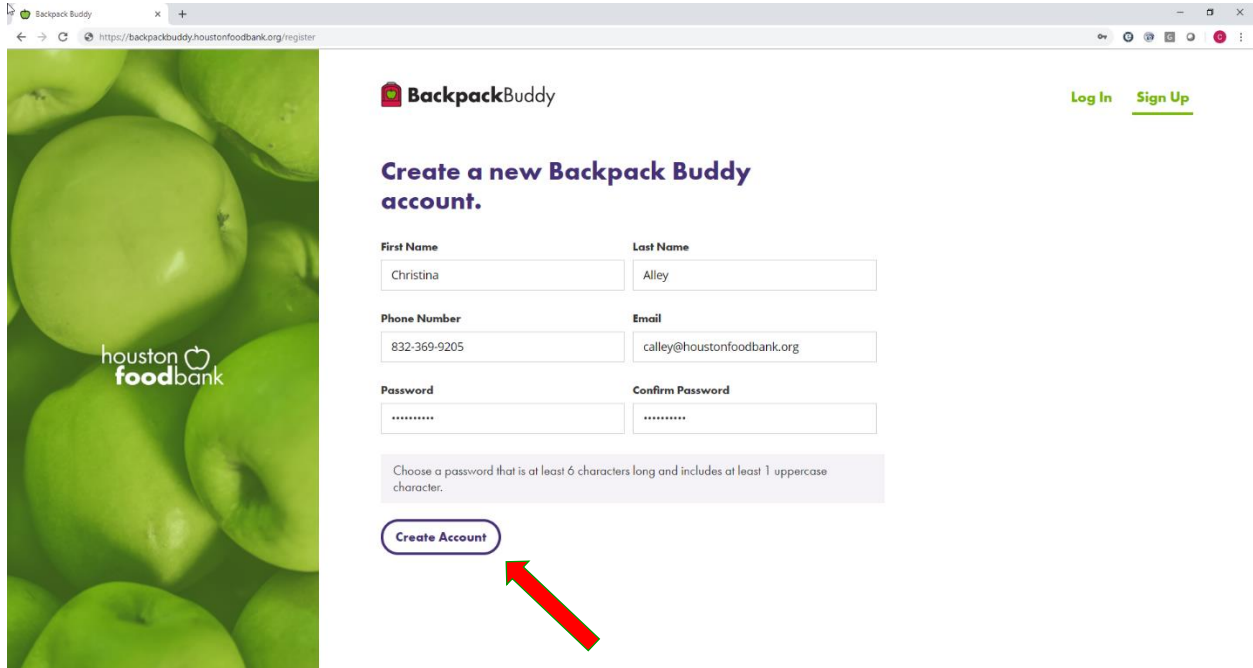 Backpack Buddy
https://backpackbuddy.houstonfoodbank.org/register
BackpackBuddy
Log In Sign Up
houston
foodbank
Create a new Backpack Buddy
account.
First Name Last Name
Christina Alley
Phone Number Email
832-369-9205 calley@houstonfoodbank.org
Password Confirm Password
•••••••••• ••••••••••
Choose a password that is at least 6 characters long and includes at least 1 uppercase
character.
Create Account